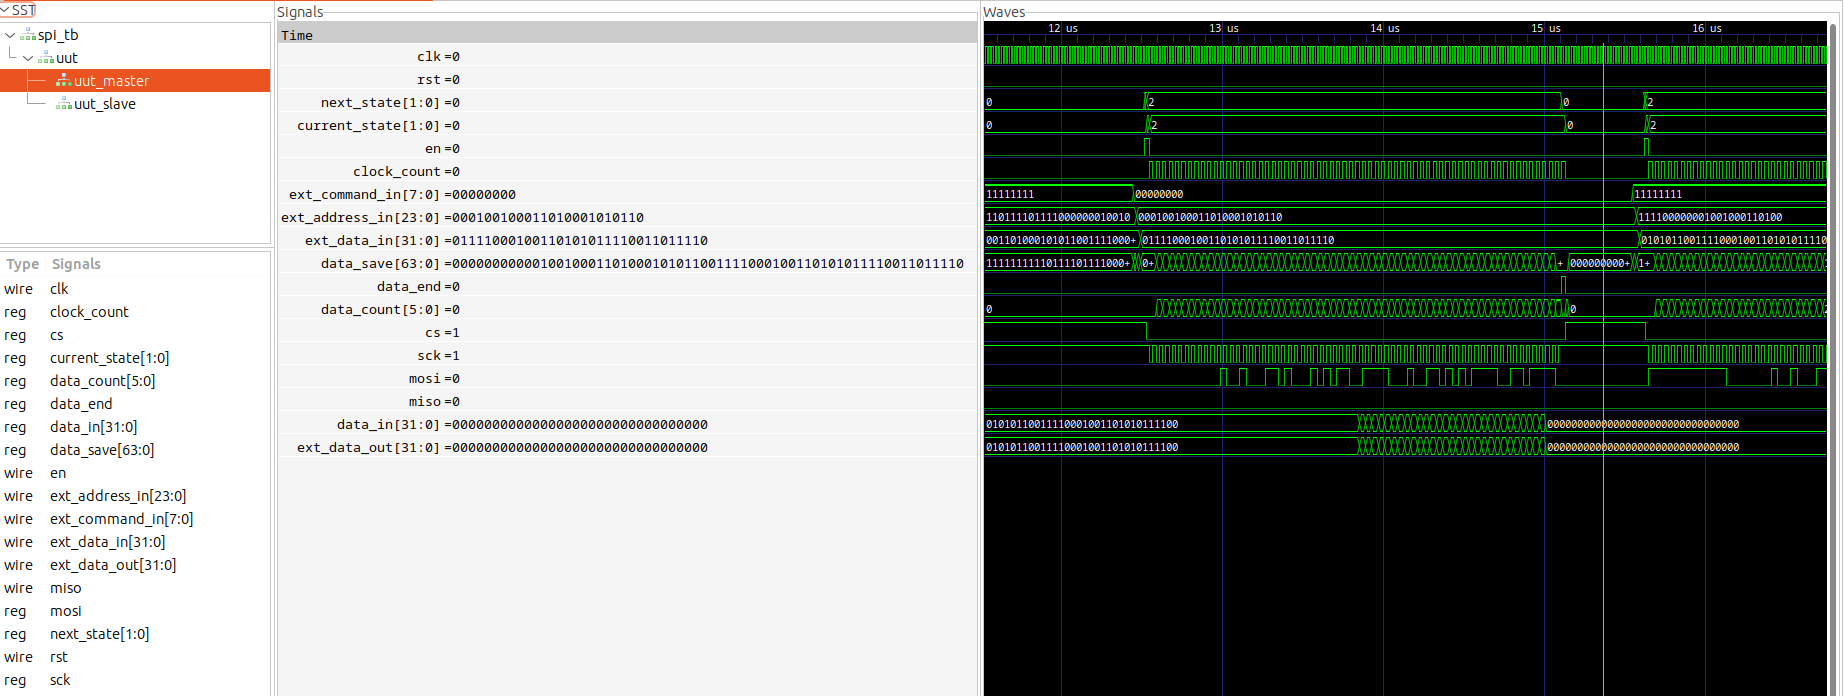 SST
spi_tb
uut
uut_master
uut_slave
Type Signals
wire clk
reg clock_count
reg cs
reg current_state[1:0]
reg data_count[5:0]
reg data_end
reg data_in[31:0]
reg data_save[63:0]
wire en
wire ext_address_in[23:0]
wire ext_command_in[7:0]
wire ext_data_in[31:0]
wire ext_data_out[31:0]
wire miso
reg mosi
reg next_state[1:0]
wire rst
reg sck
Signals
Time
clk =0
rst =0
next_state[1:0] =0
current_state[1:0] =0
en =0
clock_count =0
ext_command_in[7:0] =00000000
ext_address_in[23:0] =000100100011010001010110
ext_data_in[31:0] =01111000100110101011110011011110
data_save[63:0] =0000000000010010001101000101011001111000100110101011110011011110
data_end =0
data_count[5:0] =0
cs =1
sck =1
mosi =0
miso =0
data_in[31:0] =00000000000000000000000000000000
ext_data_out[31:0] =00000000000000000000000000000000
Waves
12 us 13 us 14 us 15 us 16 us
0 2 0 2
0 2 0 2
11111111 00000000 11111111
110111101111000000010010 000100100011010001010110 111100000001001000110100
0011010001010110011110000+ 01111000100110101011110011011110
0+ + 000000000+ 1+
0 0
00000000000000000000000000000000
00000000000000000000000000000000